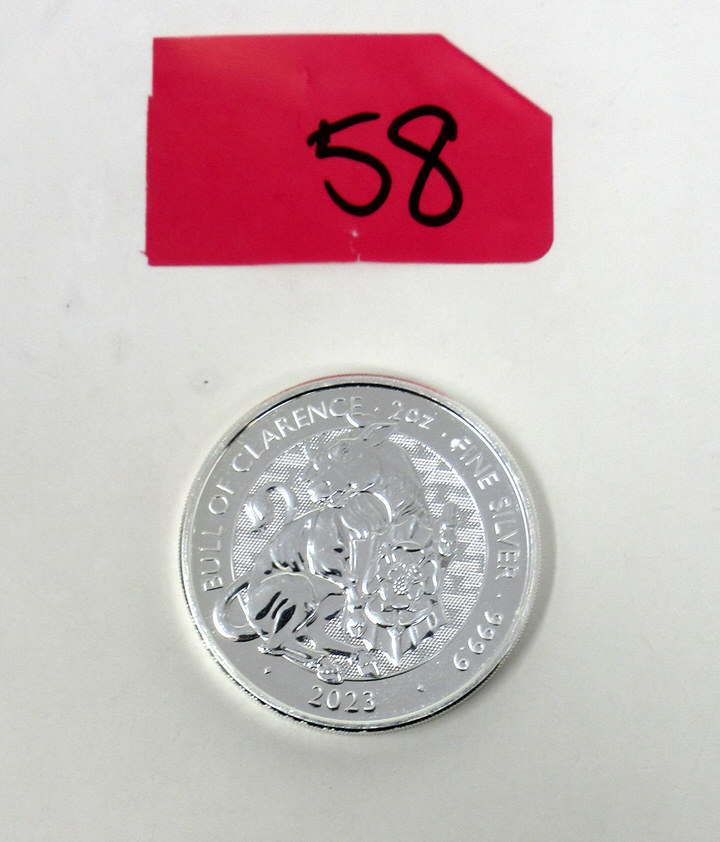 58
BULL OF CLARENCE · 2oz · FINE SILVER · 9999
2023